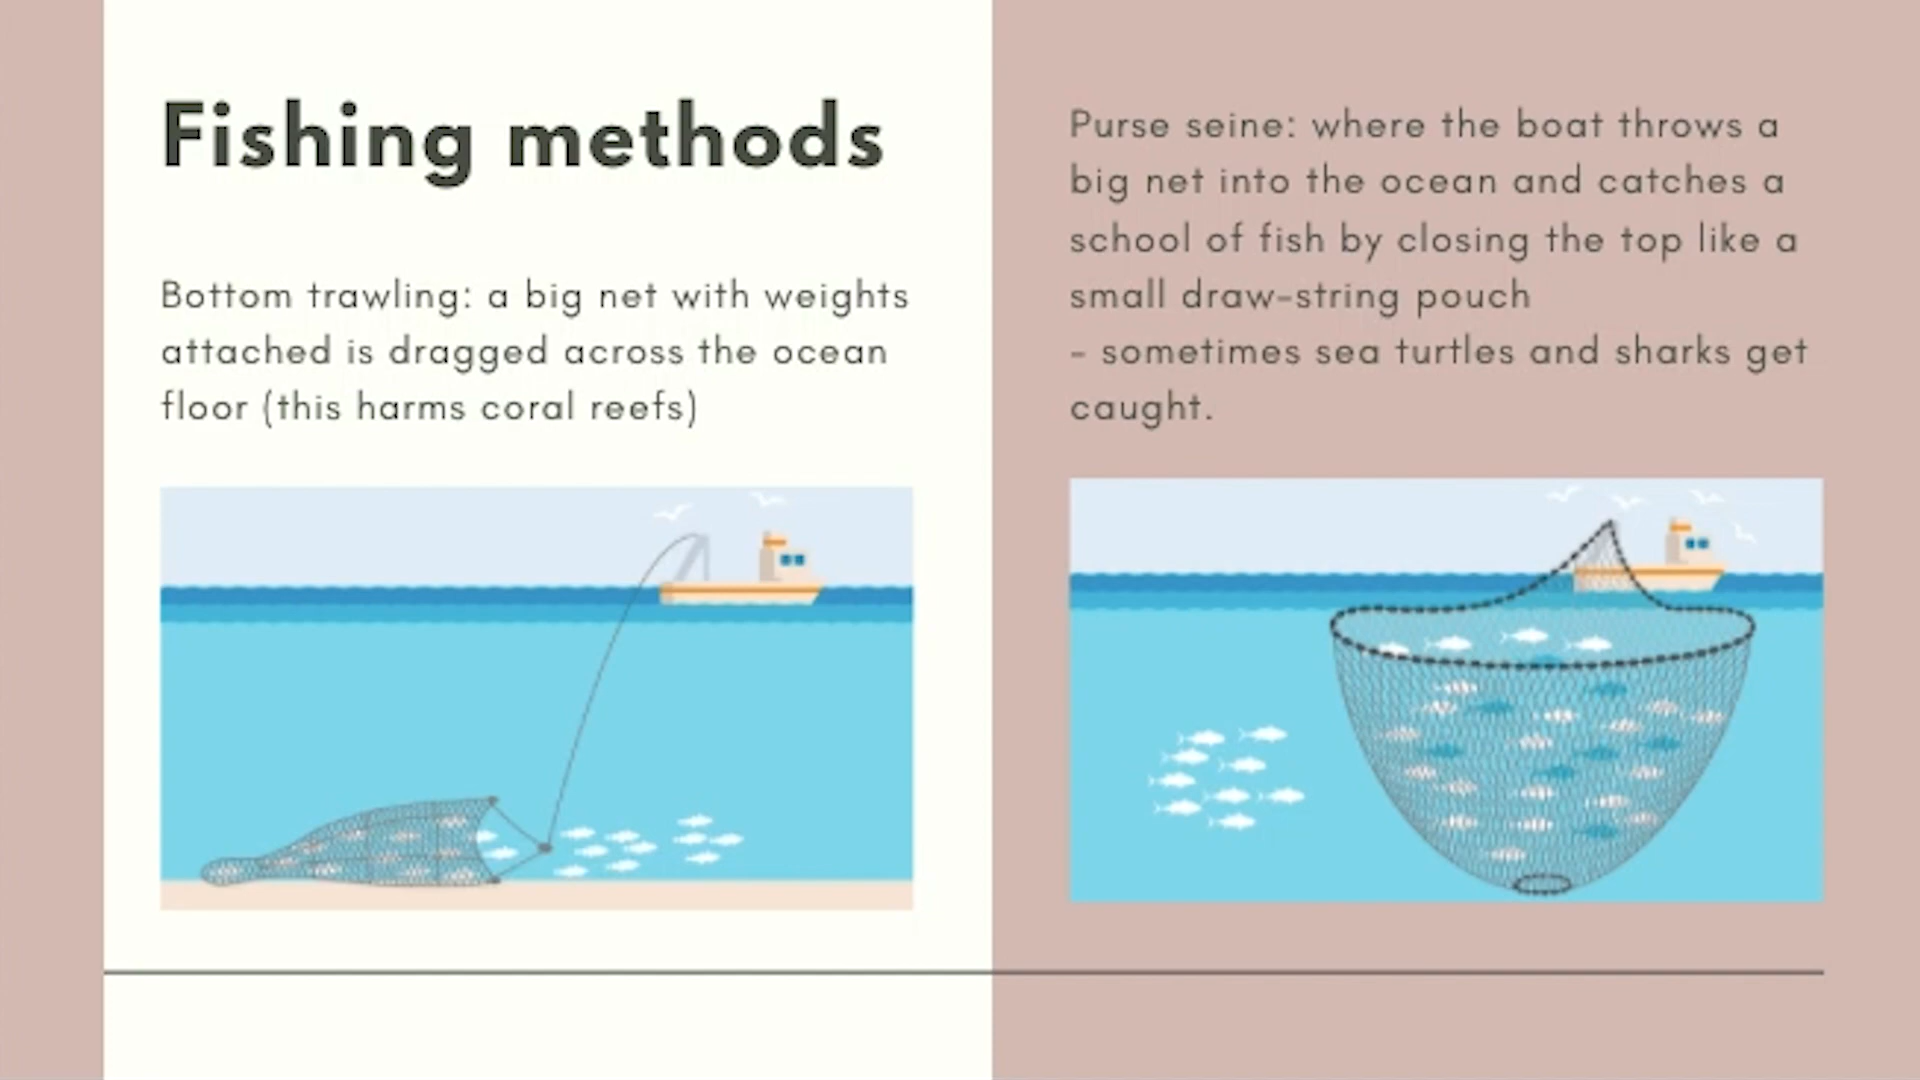 Fishing methods
Bottom trawling: a big net with weights
attached is dragged across the ocean
floor (this harms coral reefs)
Purse seine: where the boat throws a
big net into the ocean and catches a
school of fish by closing the top like a
small draw-string pouch
- sometimes sea turtles and sharks get
caught.